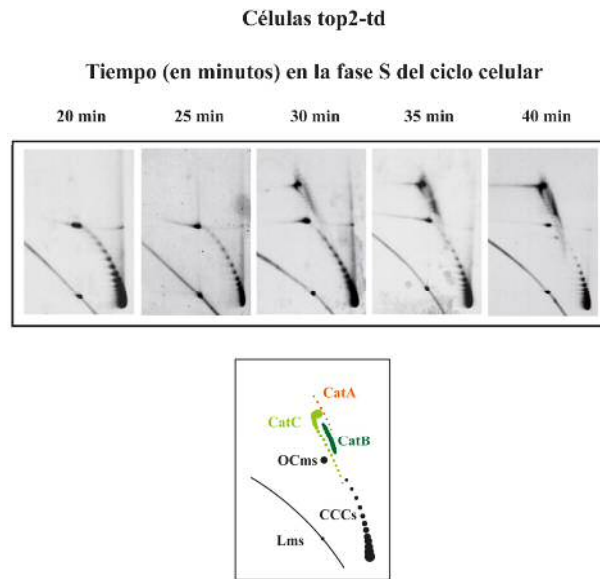 Células top2-td
Tiempo (en minutos) en la fase S del ciclo celular
20 min 25 min 30 min 35 min 40 min
CatA
CatC
CatB
OCms
CCCs
Lms